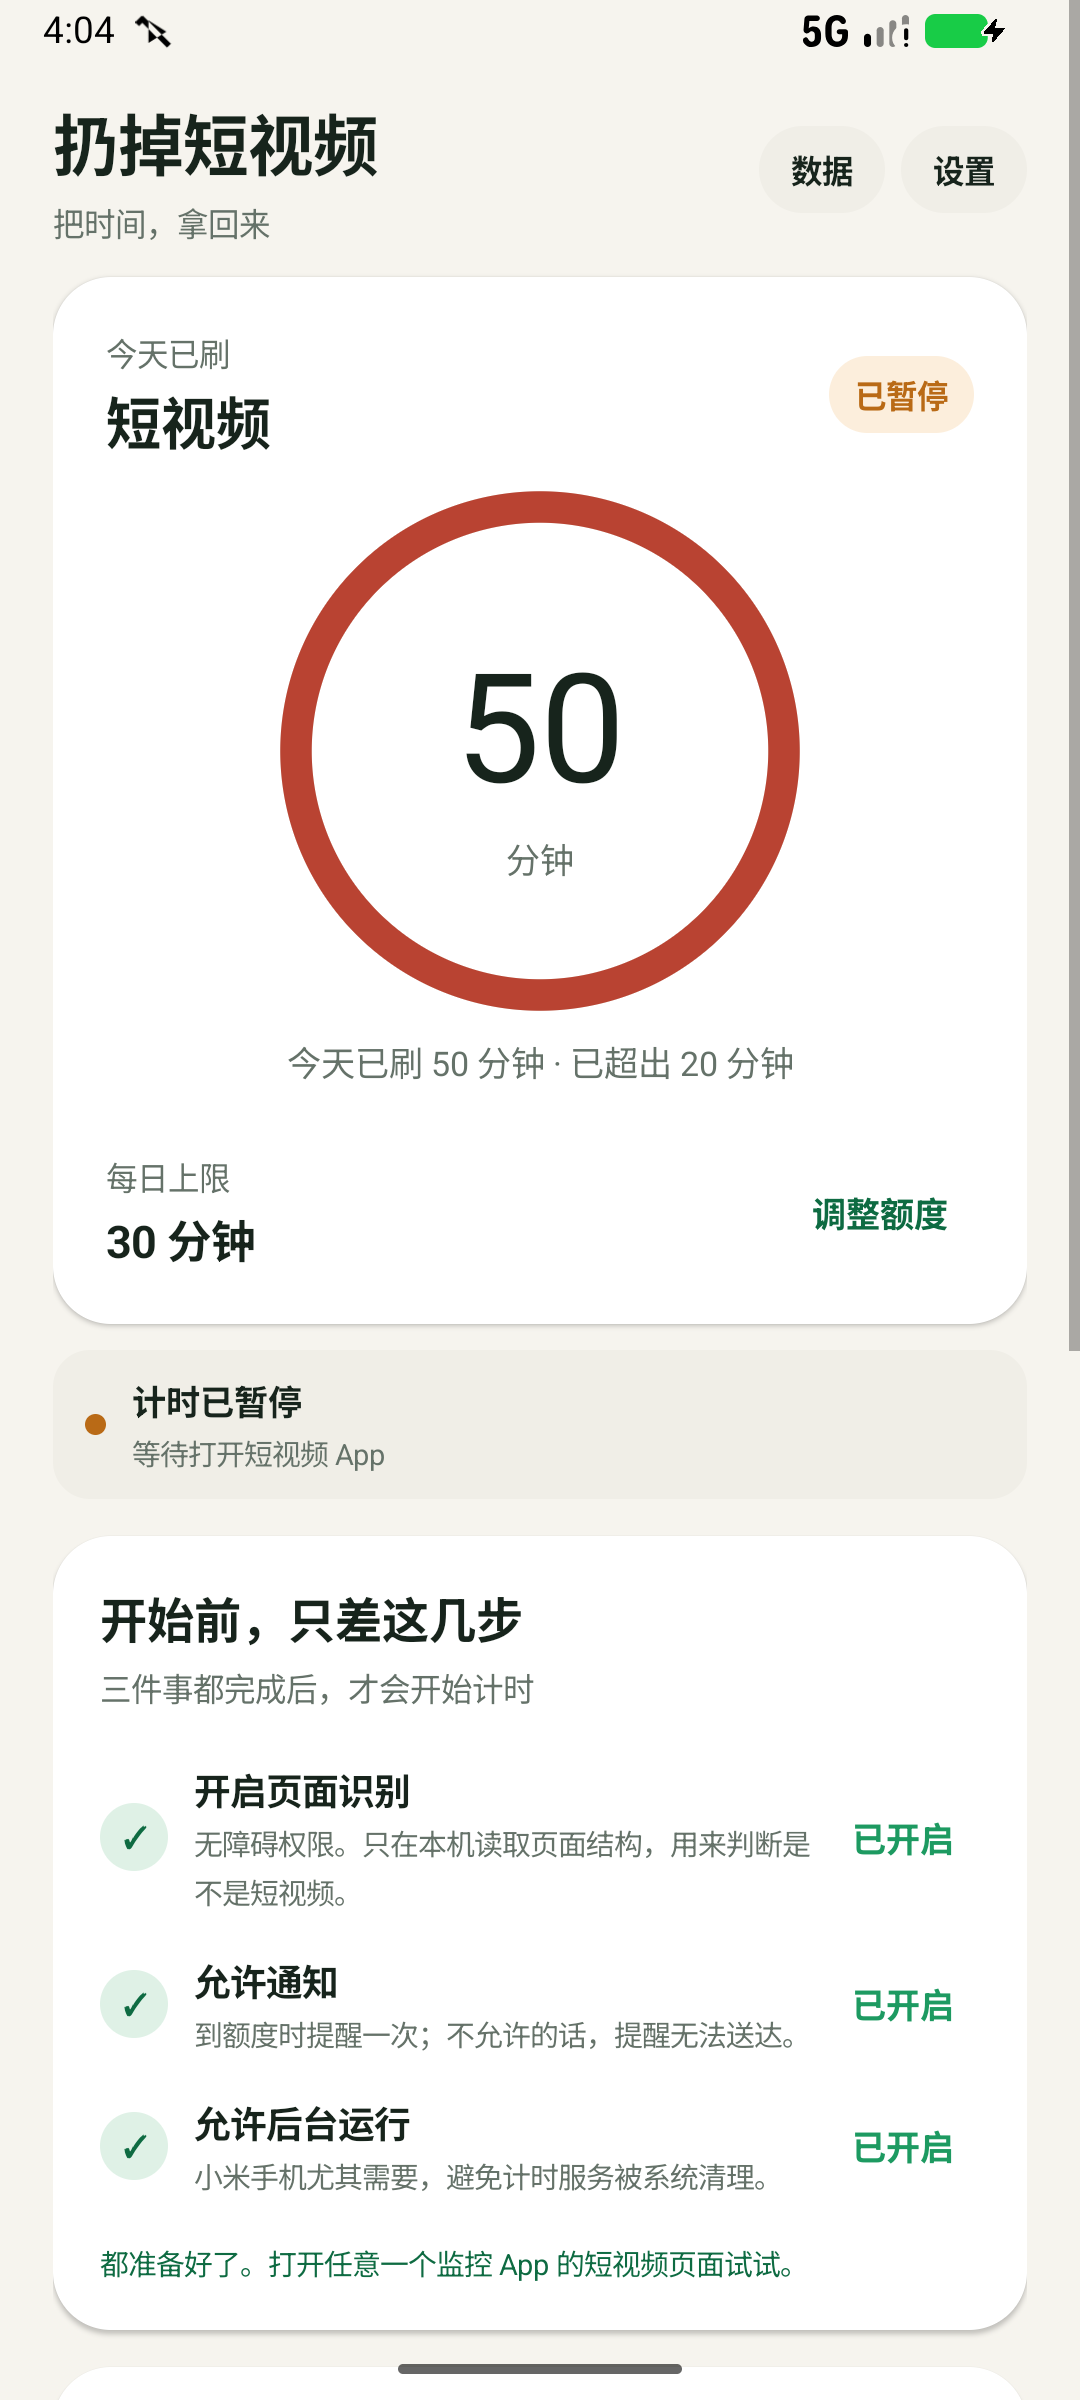 4:04
5G
扔掉短视频
把时间，拿回来
数据
设置
今天已刷
短视频
已暂停
50
分钟
今天已刷 50 分钟 · 已超出 20 分钟
每日上限
30 分钟
调整额度
计时已暂停
等待打开短视频 App
开始前，只差这几步
三件事都完成后，才会开始计时
开启页面识别
无障碍权限。只在本机读取页面结构，用来判断是
不是短视频。
已开启
允许通知
到额度时提醒一次；不允许的话，提醒无法送达。
已开启
允许后台运行
小米手机尤其需要，避免计时服务被系统清理。
已开启
都准备好了。打开任意一个监控 App 的短视频页面试试。